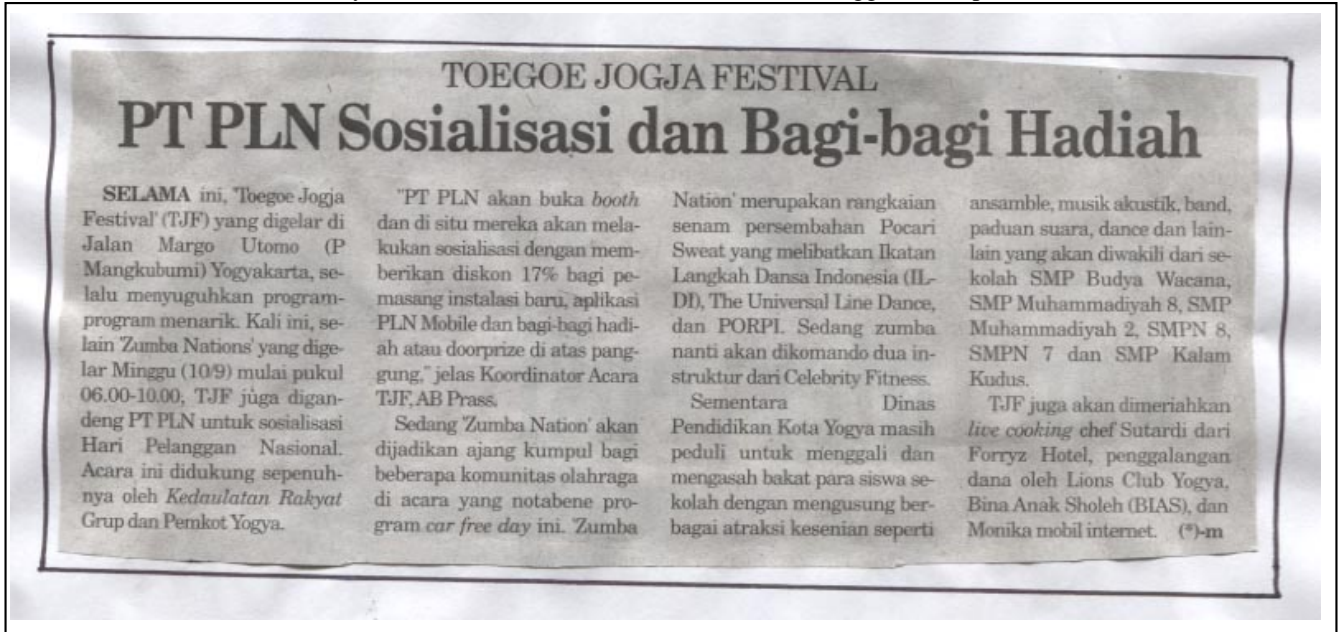 TOEGOE JOGJA FESTIVAL
PT PLN Sosialisasi dan Bagi-bagi Hadiah
SELAMA ini, 'Toegoe Jogja
Festival' (TJF) yang digelar di
Jalan Margo Utomo (P
Mangkubumi) Yogyakarta, se-
lalu menyuguhkan program-
program menarik. Kali ini, se-
lain 'Zumba Nations' yang dige-
lar Minggu (10/9) mulai pukul
06.00-10.00, TJF juga digan-
deng PT PLN untuk sosialisasi
Hari Pelanggan Nasional.
Acara ini didukung sepenuh-
nya oleh Kedaulatan Rakyat
Grup dan Pemkot Yogya.
"PT PLN akan buka booth
dan di situ mereka akan mela-
kukan sosialisasi dengan mem-
berikan diskon 17% bagi pe-
masang instalasi baru, aplikasi
PLN Mobile dan bagi-bagi hadi-
ah atau doorprize di atas pang-
gung," jelas Koordinator Acara
TJF, AB Prass.
Sedang 'Zumba Nation' akan
dijadikan ajang kumpul bagi
beberapa komunitas olahraga
di acara yang notabene pro-
gram car free day ini. 'Zumba
Nation' merupakan rangkaian
senam persembahan Pocari
Sweat yang melibatkan Ikatan
Langkah Dansa Indonesia (IL-
DI), The Universal Line Dance,
dan PORPI. Sedang zumba
nanti akan dikomando dua in-
struktur dari Celebrity Fitness.
Sementara Dinas
Pendidikan Kota Yogya masih
peduli untuk menggali dan
mengasah bakat para siswa se-
kolah dengan mengusung ber-
bagai atraksi kesenian seperti
ansamble, musik akustik, band,
paduan suara, dance dan lain-
lain yang akan diwakili dari se-
kolah SMP Budya Wacana,
SMP Muhammadiyah 8, SMP
Muhammadiyah 2, SMPN 8,
SMPN 7 dan SMP Kalam
Kudus.
TJF juga akan dimeriahkan
live cooking chef Sutardi dari
Forryz Hotel, penggalangan
dana oleh Lions Club Yogya,
Bina Anak Sholeh (BIAS), dan
Monika mobil internet. (*)-m